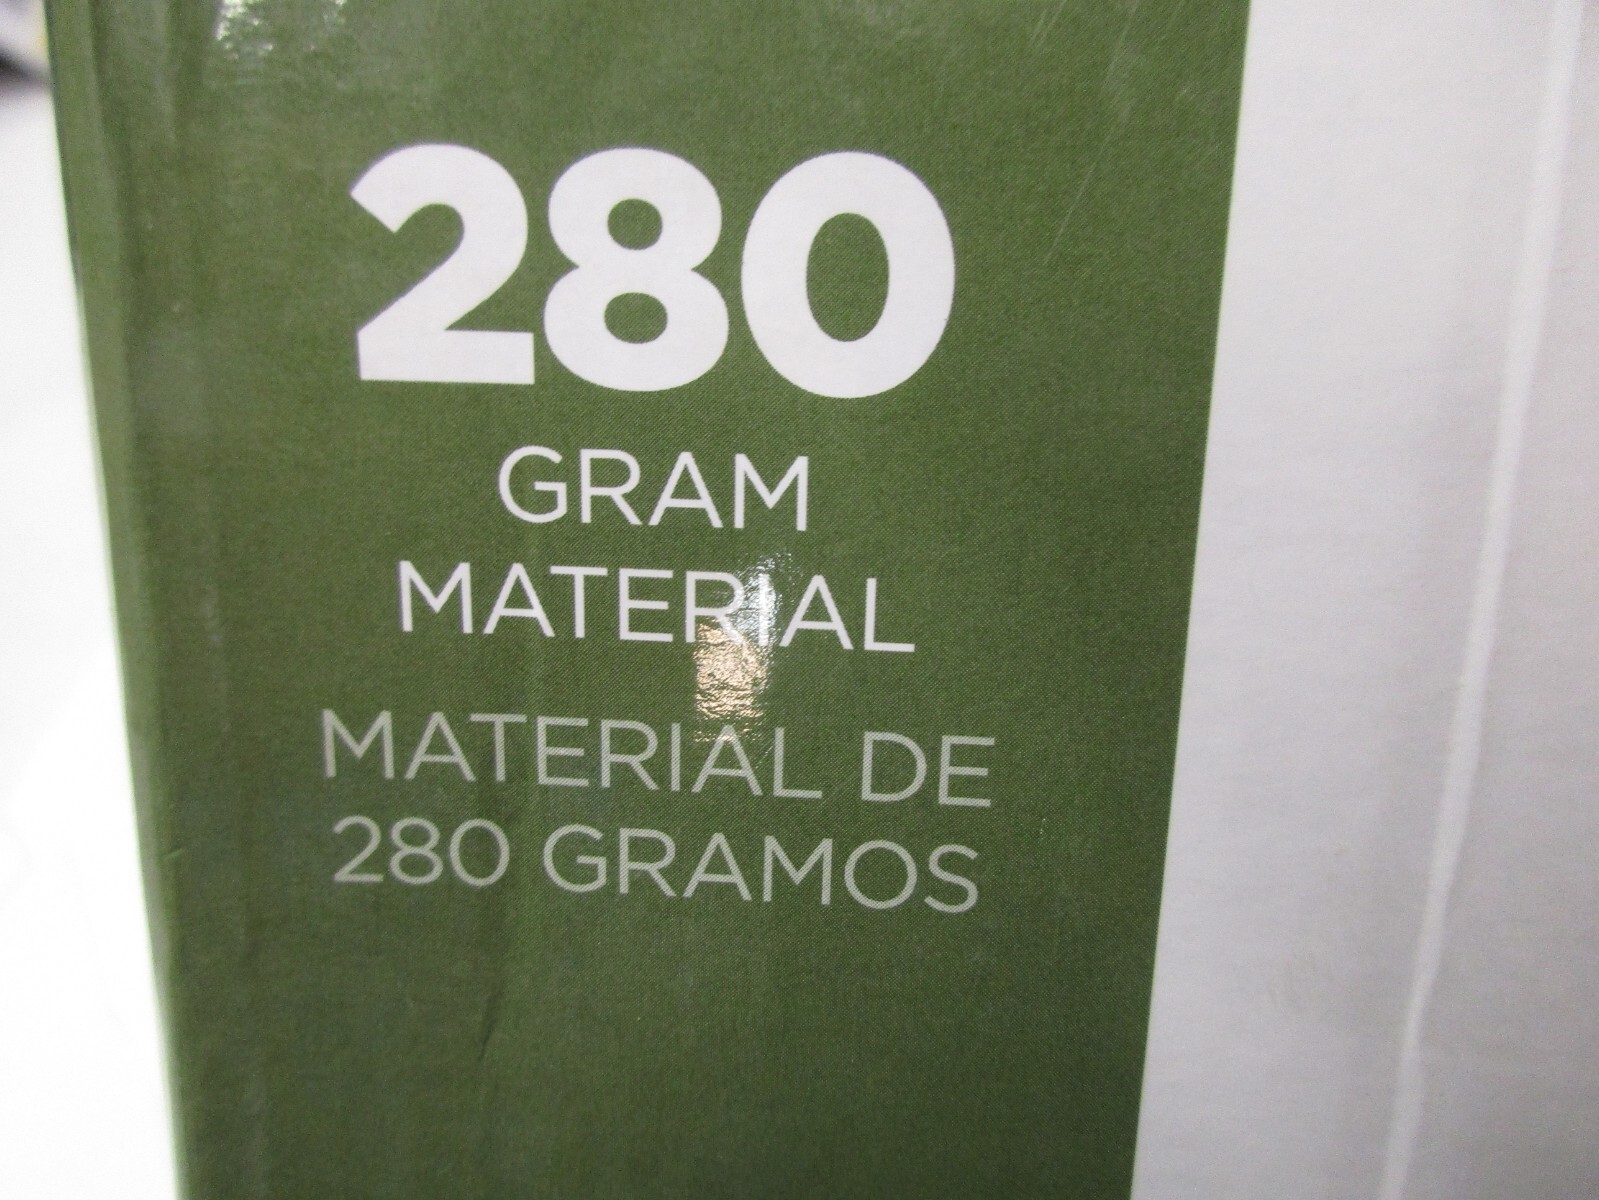 280
GRAM
MATERIAL
MATERIAL DE
280 GRAMOS